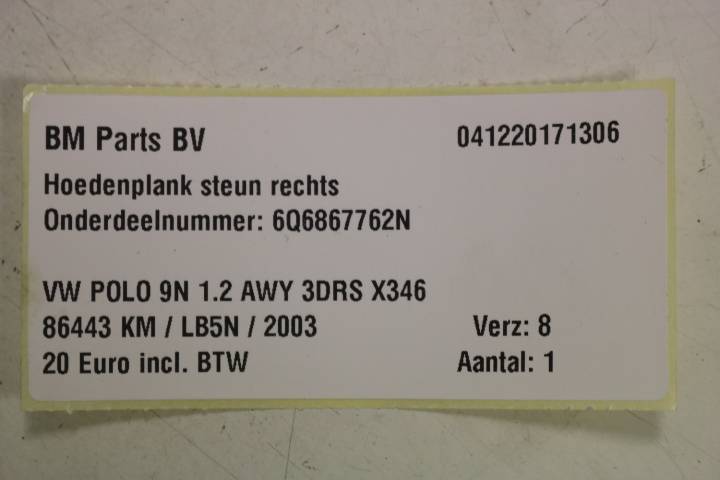 BM Parts BV 041220171306
Hoedenplank steun rechts
Onderdeelnummer: 6Q6867762N
VW POLO 9N 1.2 AWY 3DRS X346
86443 KM / LB5N / 2003 Verz: 8
20 Euro incl. BTW Aantal: 1